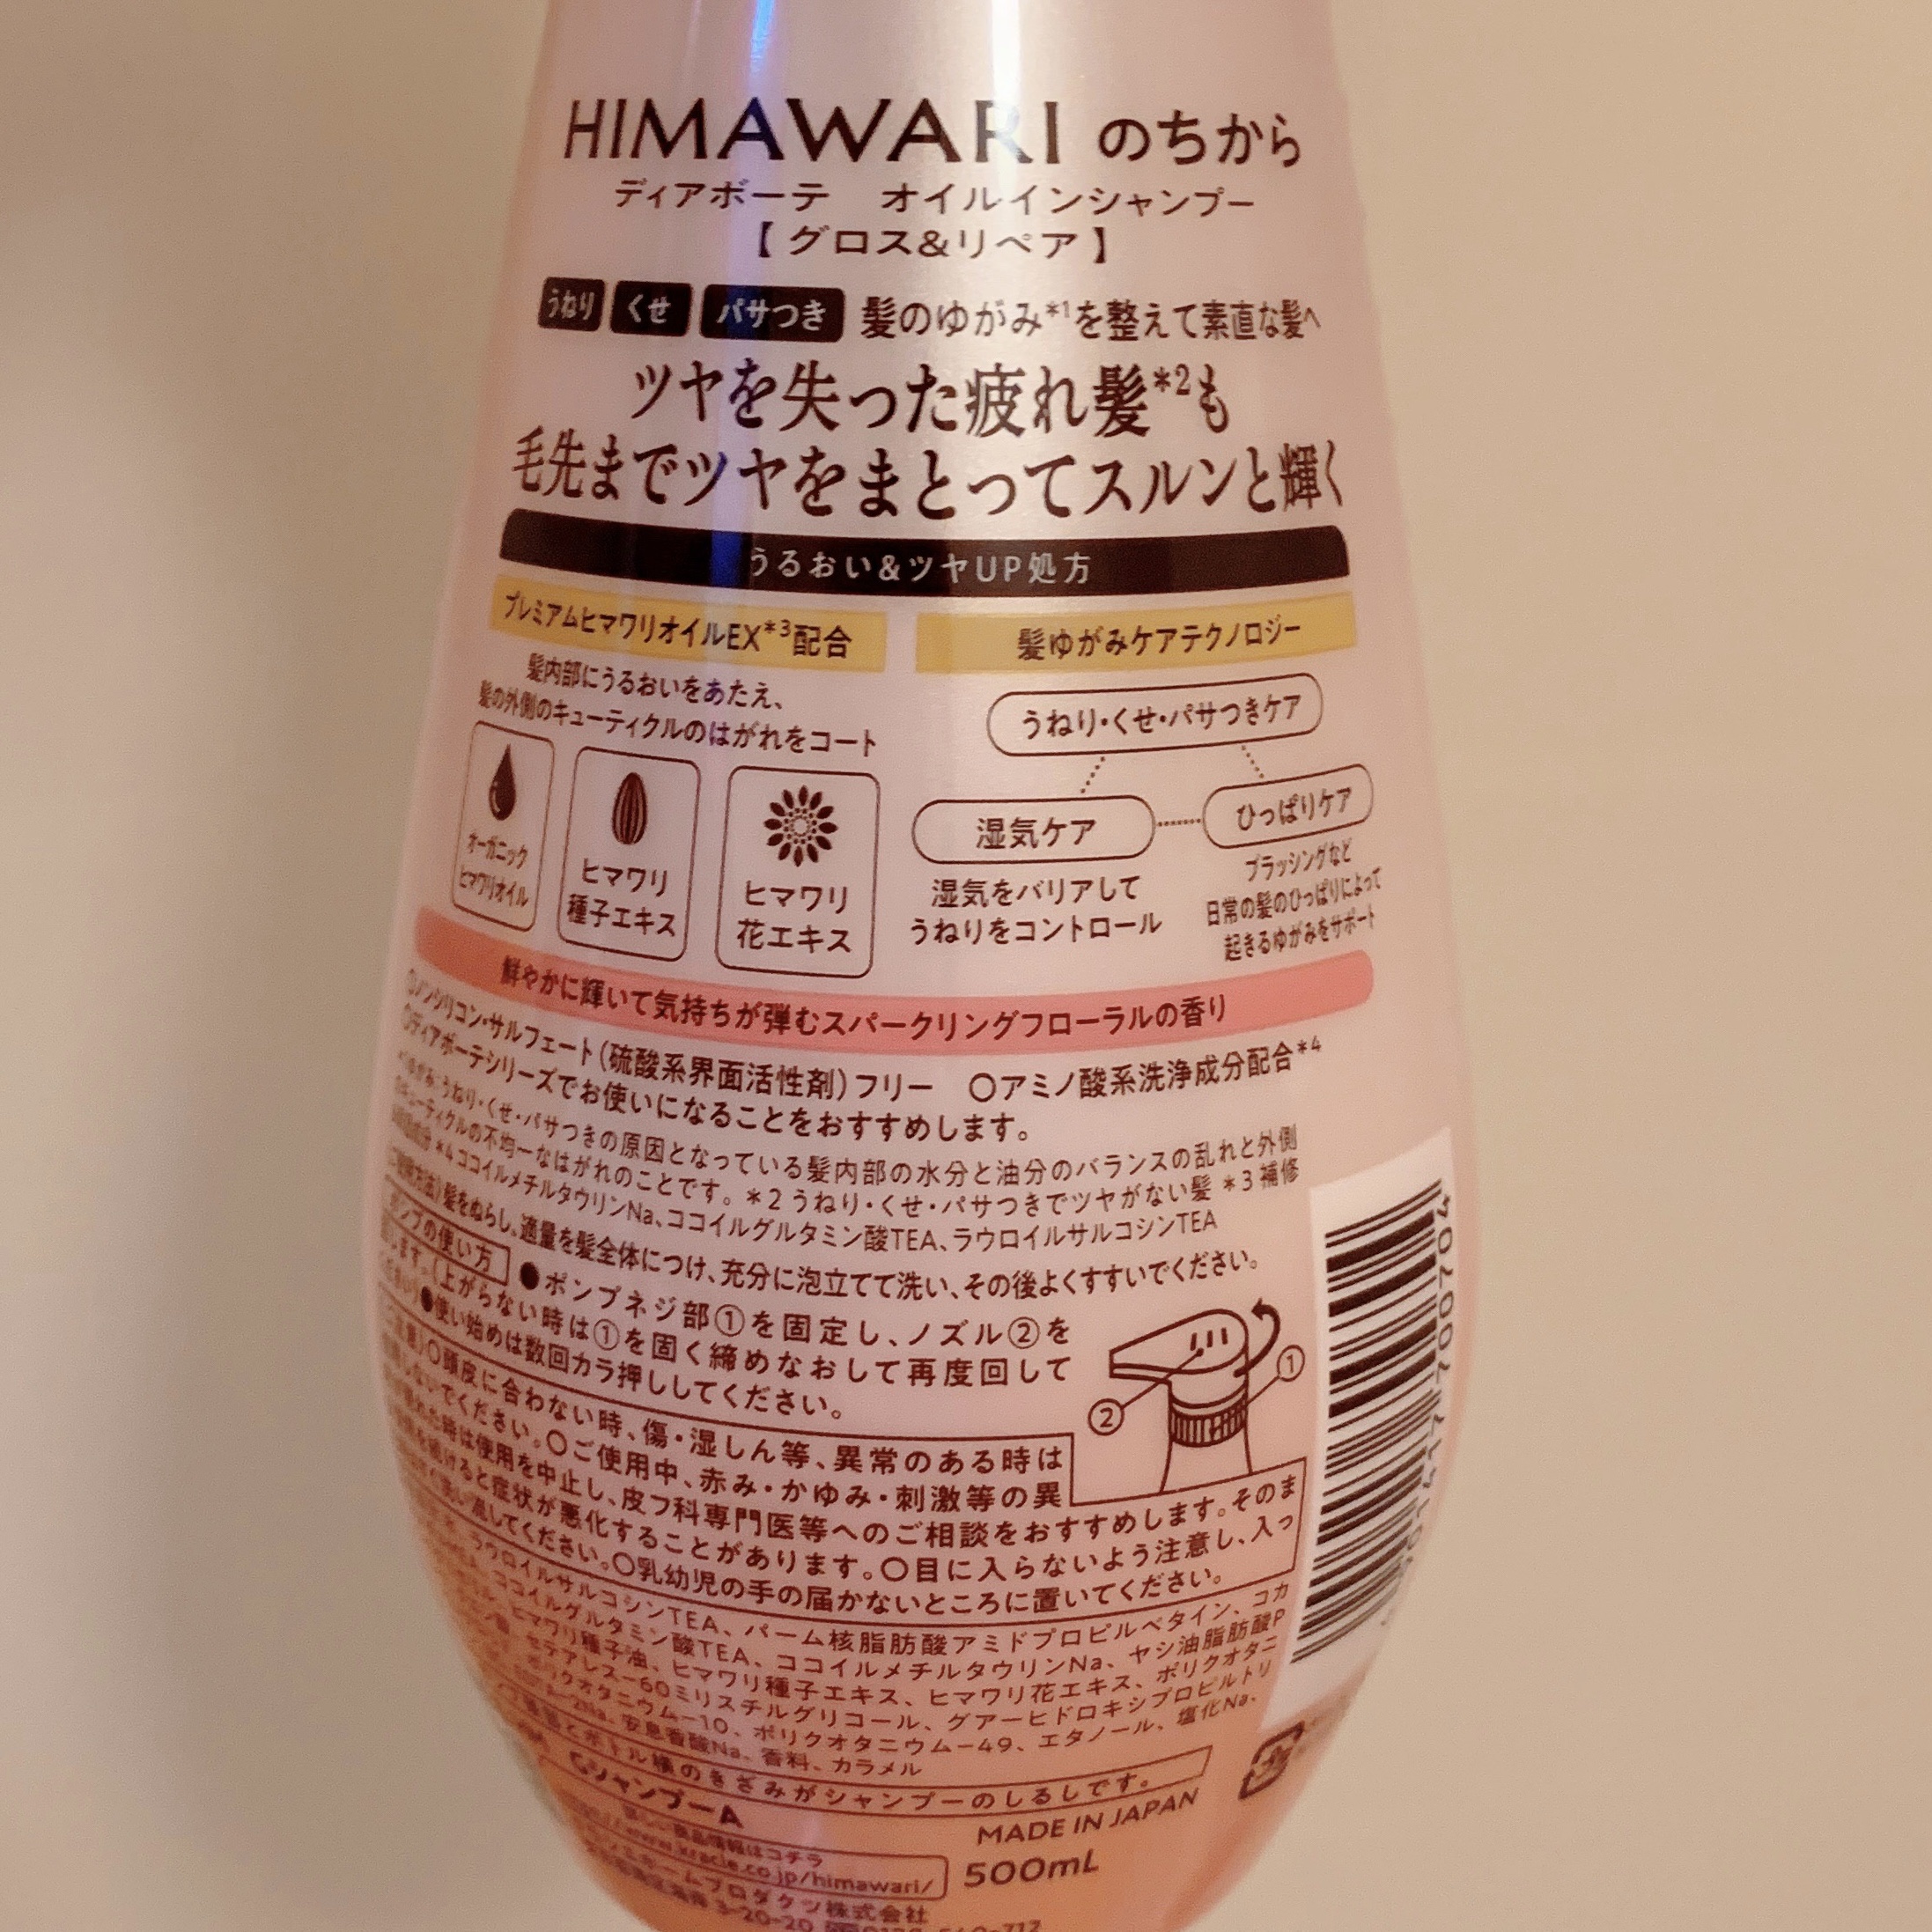 HIMAWARI のちから
ディアボーテ　オイルインシャンプー
【 グロス&リペア 】
うねり くせ パサつき 髪のゆがみ*1を整えて素直な髪へ
ツヤを失った疲れ髪*2も
毛先までツヤをまとってスルンと輝く
うるおい&ツヤUP処方
プレミアムヒマワリオイルEX*3配合
髪内部にうるおいをあたえ、
髪の外側のキューティクルのはがれをコート
オーガニック
ヒマワリオイル
ヒマワリ
種子エキス
ヒマワリ
花エキス
髪ゆがみケアテクノロジー
うねり・くせ・パサつきケア
湿気ケア
湿気をバリアして
うねりをコントロール
ひっぱりケア
ブラッシングなど
日常の髪のひっぱりによって
起きるゆがみをサポート
鮮やかに輝いて気持ちが弾むスパークリングフローラルの香り
〇ノンシリコン・サルフェート(硫酸系界面活性剤)フリー　〇アミノ酸系洗浄成分配合*4
〇ディアボーテシリーズでお使いになることをおすすめします。
うねり・くせ・パサつきの原因となっている髪内部の水分と油分のバランスの乱れと外側
のキューティクルの不均一なはがれのことです。*2 うねり・くせ・パサつきでツヤがない髪 *3 補修
*4 ココイルメチルタウリンNa、ココイルグルタミン酸TEA、ラウロイルサルコシンTEA
髪をぬらし、適量を髪全体につけ、充分に泡立てて洗い、その後よくすすいでください。
ポンプの使い方 ●ポンプネジ部①を固定し、ノズル②を
します。(上がらない時は①を固く締めなおして再度回して
●使い始めは数回カラ押ししてください。
① ②
〇頭皮に合わない時、傷・湿しん等、異常のある時は
しないでください。〇ご使用中、赤み・かゆみ・刺激等の異
時は使用を中止し、皮フ科専門医等へのご相談をおすすめします。そのま
続けると症状が悪化することがあります。〇目に入らないよう注意し、入っ
洗い流してください。〇乳幼児の手の届かないところに置いてください。
ラウロイルサルコシンTEA、パーム核脂肪酸アミドプロピルベタイン、コカ
ココイルグルタミン酸TEA、ココイルメチルタウリンNa、ヤシ油脂肪酸P
ヒマワリ種子油、ヒマワリ種子エキス、ヒマワリ花エキス、ポリクオタニ
セテアレス-60ミリスチルグリコール、グアーヒドロキシプロピルトリ
ポリクオタニウム-10、ポリクオタニウム-49、エタノール、塩化Na、
安息香酸Na、香料、カラメル
ボトル横のきざみがシャンプーのしるしです。
GシャンプーA
MADE IN JAPAN
商品情報はコチラ
.co.jp/himawari/
500mL
ホームプロダクツ株式会社
3-20-20